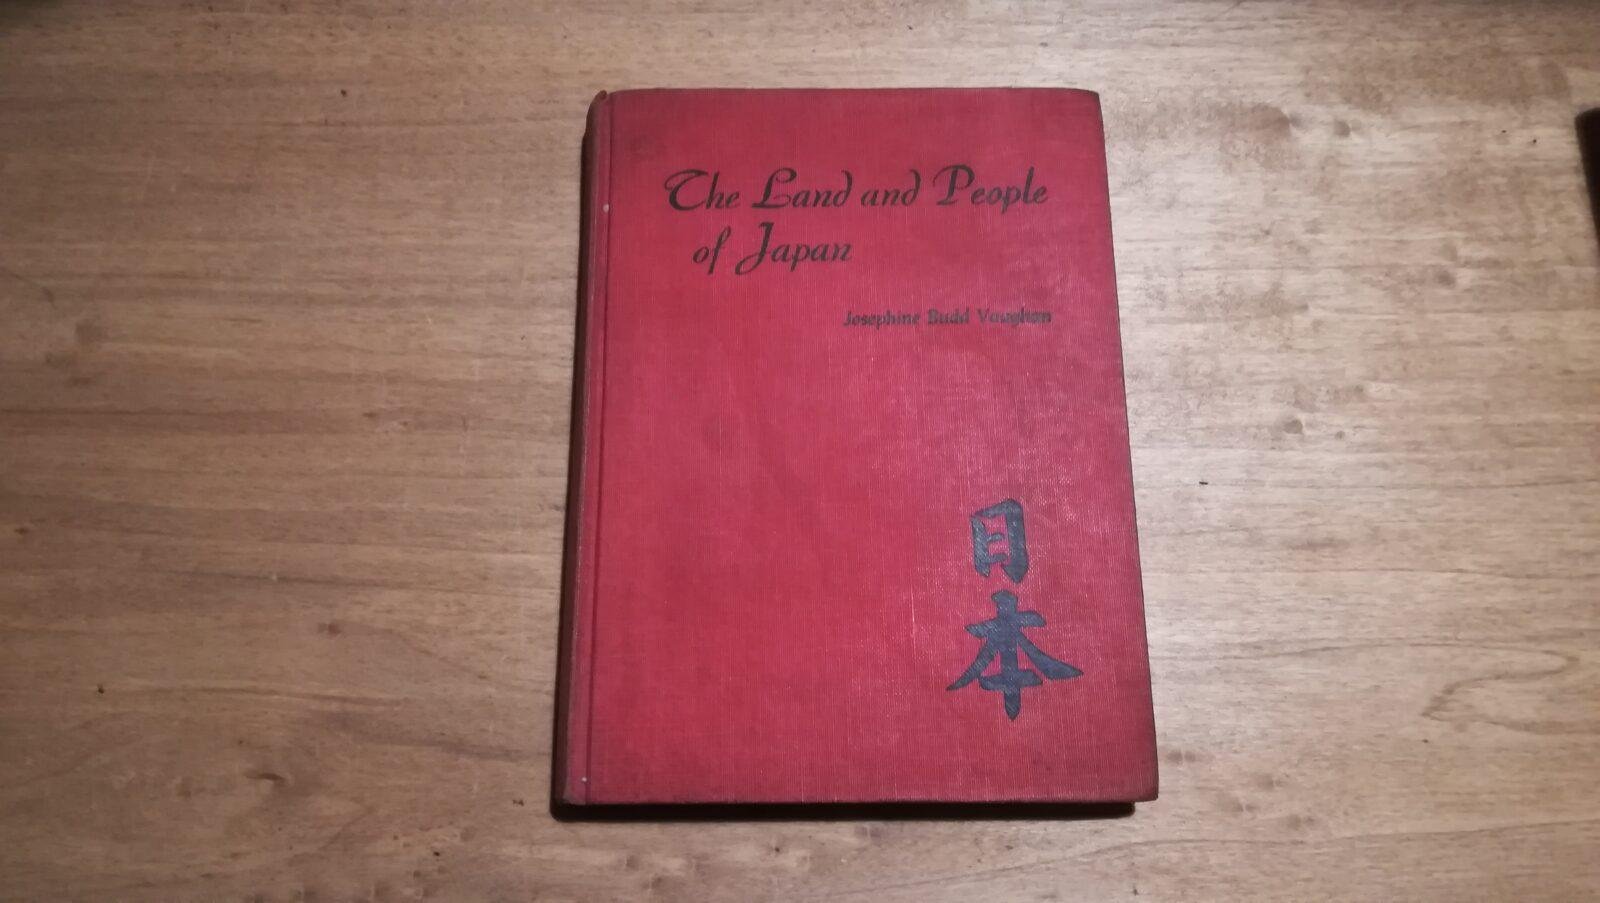 The Land and People
of Japan
Josephine Budd Vaughan
日本